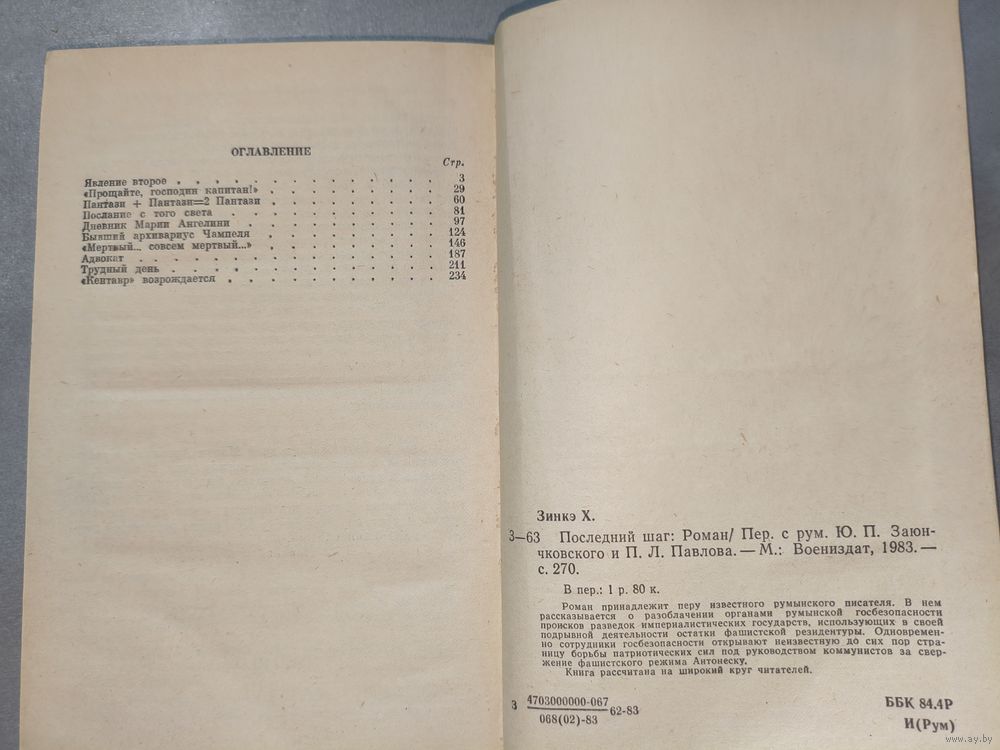 ОГЛАВЛЕНИЕ
Стр.
Явление второе . . . . . . . . . . . 3
«Прощайте, господин капитан!» . . . . . . . . 29
Пантази + Пантази=2 Пантази . . . . . . . . 60
Послание с того света . . . . . . . . . 81
Дневник Марии Ангелини . . . . . . . . . 97
Бывший архивариус Чампеля . . . . . . . . 124
«Мертвый... совсем мертвый...» . . . . . . . . 146
Адвокат . . . . . . . . . . . . 187
Трудный день . . . . . . . . . . . 211
«Кентавр» возрождается . . . . . . . . . 234
Зинкэ Х.
З—63 Последний шаг: Роман/ Пер. с рум. Ю. П. Заюн-
чковского и П. Л. Павлова. — М.: Воениздат, 1983. —
с. 270.
В пер.: 1 р. 80 к.
Роман принадлежит перу известного румынского писателя. В нем
рассказывается о разоблачении органами румынской госбезопасности
происков разведок империалистических государств, использующих в своей
подрывной деятельности остатки фашистской резидентуры. Одновремен-
но сотрудники госбезопасности открывают неизвестную до сих пор стра-
ницу борьбы патриотических сил под руководством коммунистов за свер-
жение фашистского режима Антонеску.
Книга рассчитана на широкий круг читателей.
З 4703000000-067
068(02)-83
62-83
ББК 84.4Р
И(Рум)
www.ay.by